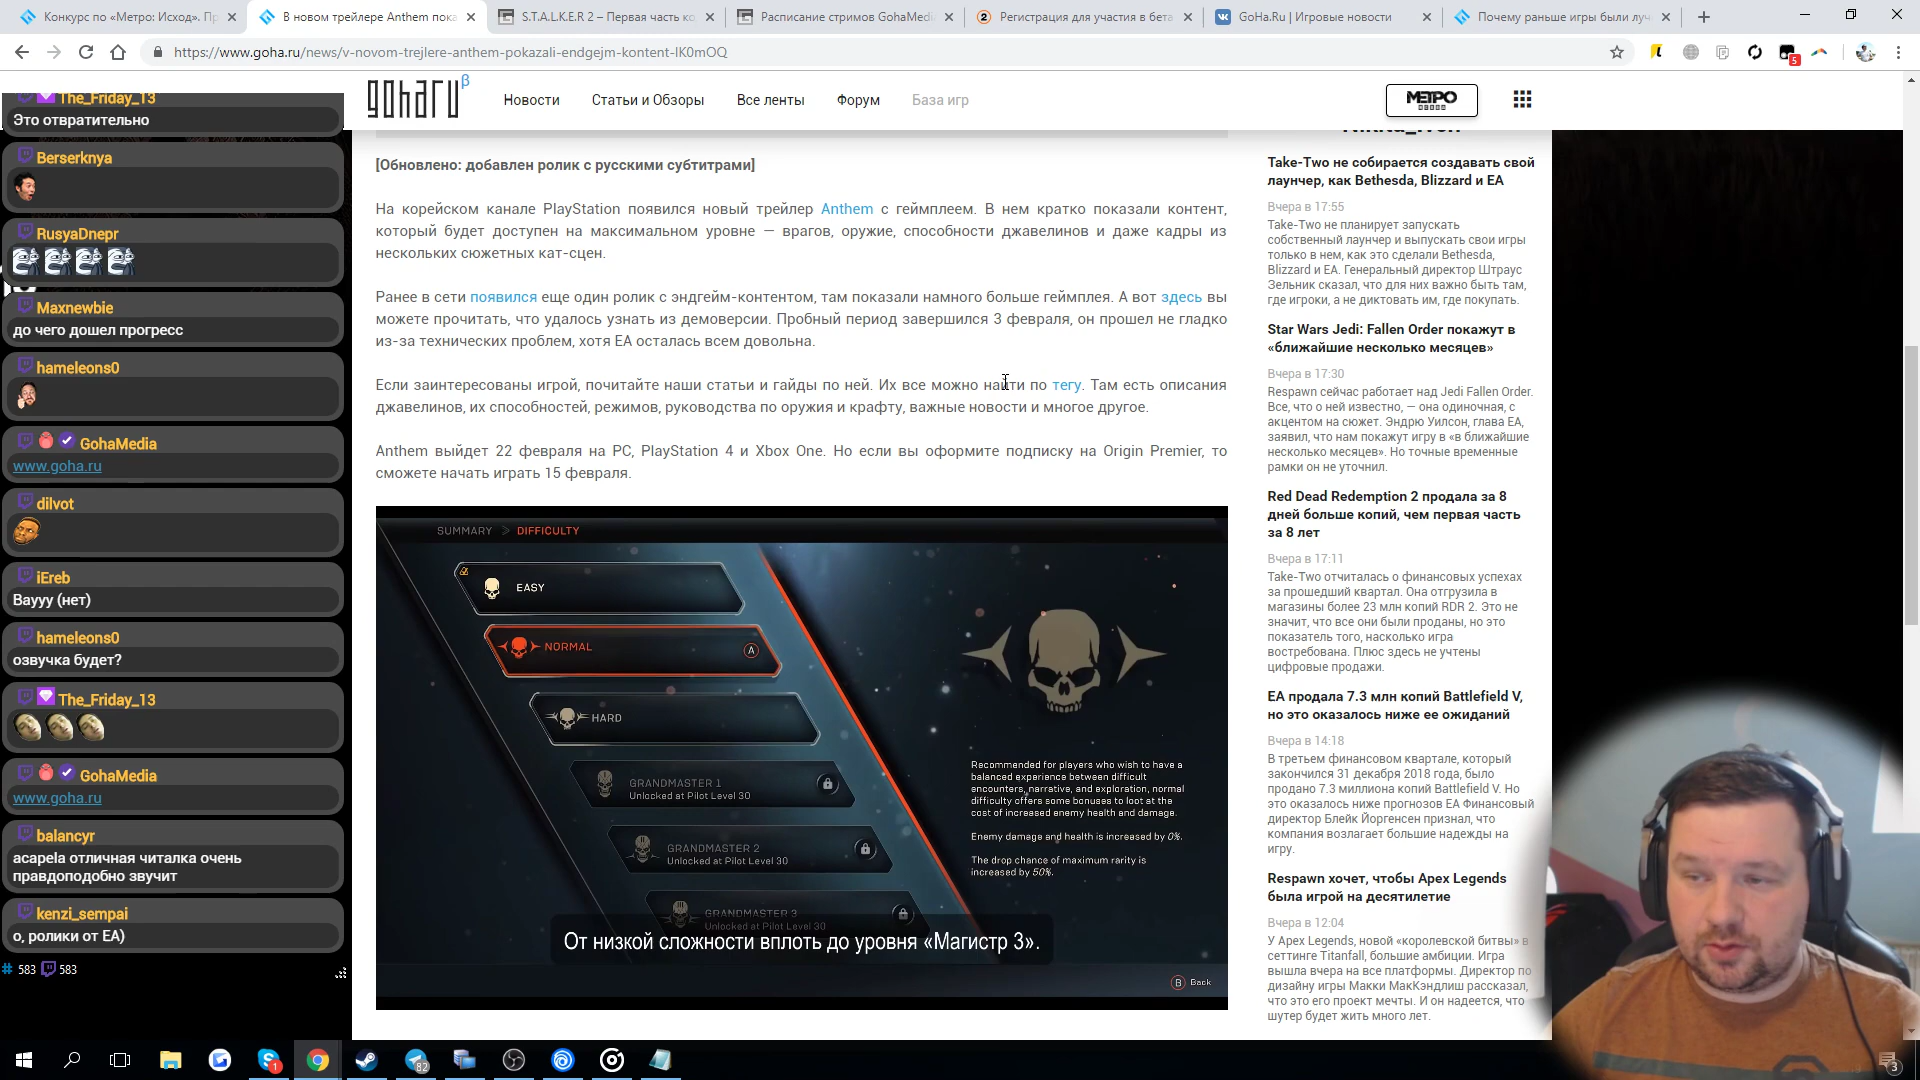 Конкурс по «Метро: Исход». Пр
В новом трейлере Anthem пока
S.T.A.L.K.E.R 2 – Первая часть ко
Расписание стримов GohaMedi
Регистрация для участия в бета
GoHa.Ru | Игровые новости
Почему раньше игры были луч
https://www.goha.ru/news/v-novom-trejlere-anthem-pokazali-endgejm-kontent-lK0mOQ
5
goharu β
Новости
Статьи и Обзоры
Все ленты
Форум
База игр
МЕТРО
The_Friday_13
Это отвратительно
Berserknya
RusyaDnepr
Maxnewbie
до чего дошел прогресс
hameleons0
GohaMedia
www.goha.ru
dilvot
iEreb
Вауyy (нет)
hameleons0
озвучка будет?
The_Friday_13
GohaMedia
www.goha.ru
balancyr
acapela отличная читалка очень
правдоподобно звучит
kenzi_sempai
о, ролики от EA)
# 583 583
[Обновлено: добавлен ролик с русскими субтитрами]
На корейском канале PlayStation появился новый трейлер Anthem с геймплеем. В нем кратко показали контент,
который будет доступен на максимальном уровне — врагов, оружие, способности джавелинов и даже кадры из
нескольких сюжетных кат-сцен.
Ранее в сети появился еще один ролик с эндгейм-контентом, там показали намного больше геймплея. А вот здесь вы
можете прочитать, что удалось узнать из демоверсии. Пробный период завершился 3 февраля, он прошел не гладко
из-за технических проблем, хотя EA осталась всем довольна.
Если заинтересованы игрой, почитайте наши статьи и гайды по ней. Их все можно найти по тегу. Там есть описания
джавелинов, их способностей, режимов, руководства по оружия и крафту, важные новости и многое другое.
Anthem выйдет 22 февраля на PC, PlayStation 4 и Xbox One. Но если вы оформите подписку на Origin Premier, то
сможете начать играть 15 февраля.
SUMMARY > DIFFICULTY
EASY
NORMAL
A
HARD
GRANDMASTER 1
Unlocked at Pilot Level 30
GRANDMASTER 2
Unlocked at Pilot Level 30
GRANDMASTER 3
Unlocked at Pilot Level 30
Recommended for players who wish to have a
balanced experience between difficult
encounters, narrative, and exploration, normal
difficulty offers some bonuses to loot at the
cost of increased enemy health and damage.
Enemy damage and health is increased by 0%.
The drop chance of maximum rarity is
increased by 50%.
От низкой сложности вплоть до уровня «Магистр 3».
B Back
Take-Two не собирается создавать свой
лаунчер, как Bethesda, Blizzard и EA
Вчера в 17:55
Take-Two не планирует запускать
собственный лаунчер и выпускать свои игры
только в нем, как это сделали Bethesda,
Blizzard и EA. Генеральный директор Штраус
Зельник сказал, что для них важно быть там,
где игроки, а не диктовать им, где покупать.
Star Wars Jedi: Fallen Order покажут в
«ближайшие несколько месяцев»
Вчера в 17:30
Respawn сейчас работает над Jedi Fallen Order.
Все, что о ней известно, — она одиночная, с
акцентом на сюжет. Эндрю Уилсон, глава EA,
заявил, что нам покажут игру в «в ближайшие
несколько месяцев». Но точные временные
рамки он не уточнил.
Red Dead Redemption 2 продала за 8
дней больше копий, чем первая часть
за 8 лет
Вчера в 17:11
Take-Two отчиталась о финансовых успехах
за прошедший квартал. Она отгрузила в
магазины более 23 млн копий RDR 2. Это не
значит, что все они были проданы, но это
показатель того, насколько игра
востребована. Плюс здесь не учтены
цифровые продажи.
EA продала 7.3 млн копий Battlefield V,
но это оказалось ниже ее ожиданий
Вчера в 14:18
В третьем финансовом квартале, который
закончился 31 декабря 2018 года, было
продано 7.3 миллиона копий Battlefield V. Но
это оказалось ниже прогнозов EA Финансовый
директор Блейк Йоргенсен признал, что
компания возлагает большие надежды на
игру.
Respawn хочет, чтобы Apex Legends
была игрой на десятилетие
Вчера в 12:04
У Apex Legends, новой «королевской битвы» в
сеттинге Titanfall, большие амбиции. Игра
вышла вчера на все платформы. Директор по
дизайну игры Макки МакКэндлиш рассказал,
что это его проект мечты. И он надеется, что
шутер будет жить много лет.
1
82
3